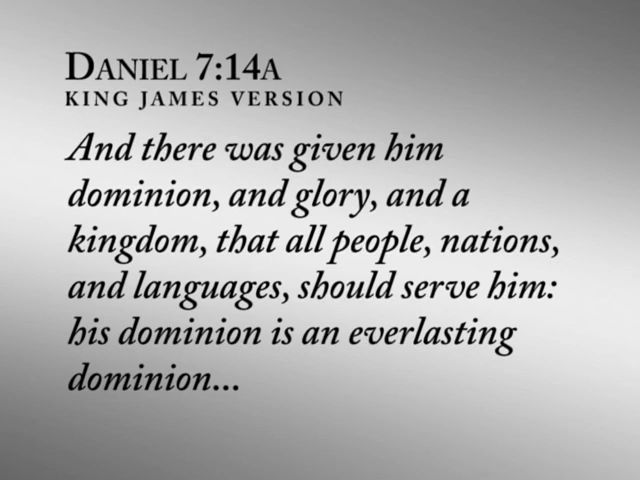 DANIEL 7:14A
KING JAMES VERSION
And there was given him
dominion, and glory, and a
kingdom, that all people, nations,
and languages, should serve him:
his dominion is an everlasting
dominion...